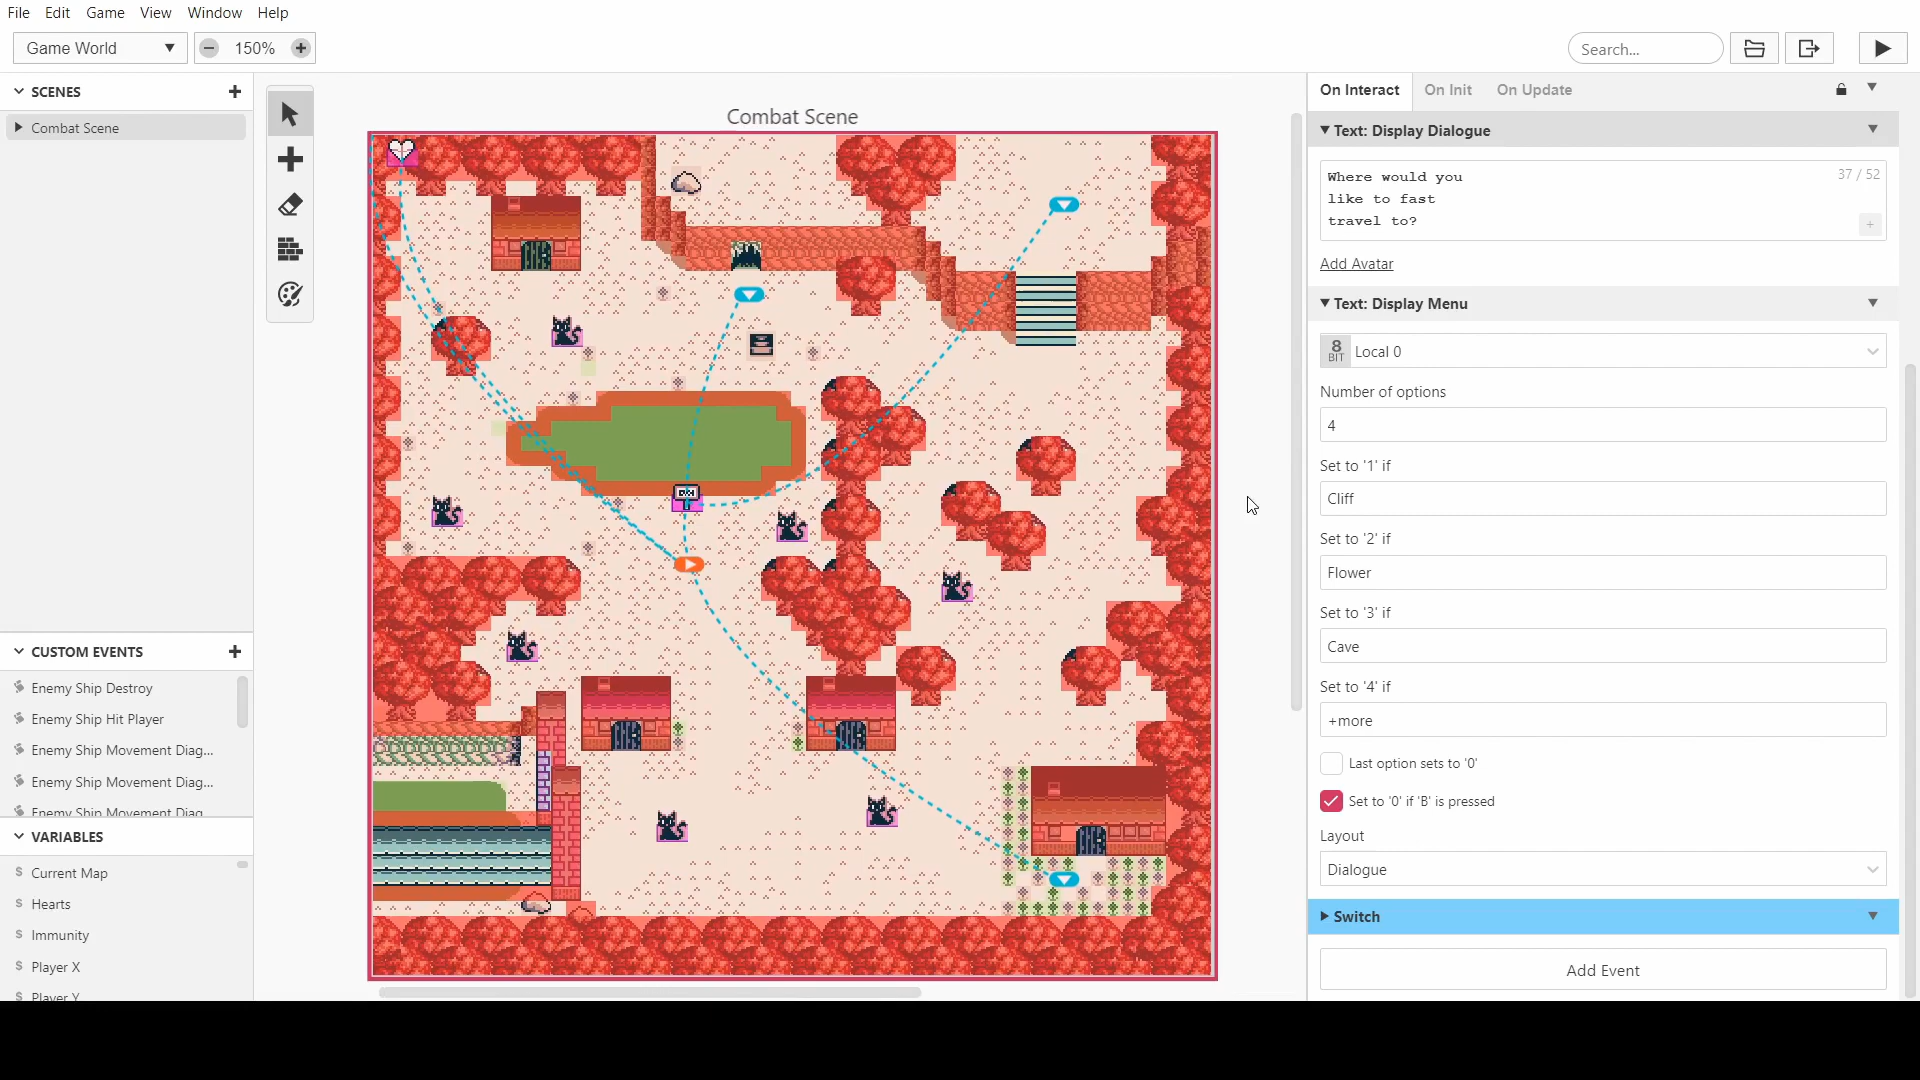 File Edit Game View Window Help
Game World
150%
Search...
SCENES
Combat Scene
Combat Scene
CUSTOM EVENTS
Enemy Ship Destroy
Enemy Ship Hit Player
Enemy Ship Movement Diag...
Enemy Ship Movement Diag...
Enemy Ship Movement Diag
VARIABLES
$ Current Map
$ Hearts
$ Immunity
$ Player X
$ Player Y
On Interact On Init On Update
Text: Display Dialogue
Where would you
like to fast
travel to?
37 / 52
Add Avatar
Text: Display Menu
8 BIT Local 0
Number of options
4
Set to '1' if
Cliff
Set to '2' if
Flower
Set to '3' if
Cave
Set to '4' if
+more
Last option sets to '0'
Set to '0' if 'B' is pressed
Layout
Dialogue
Switch
Add Event